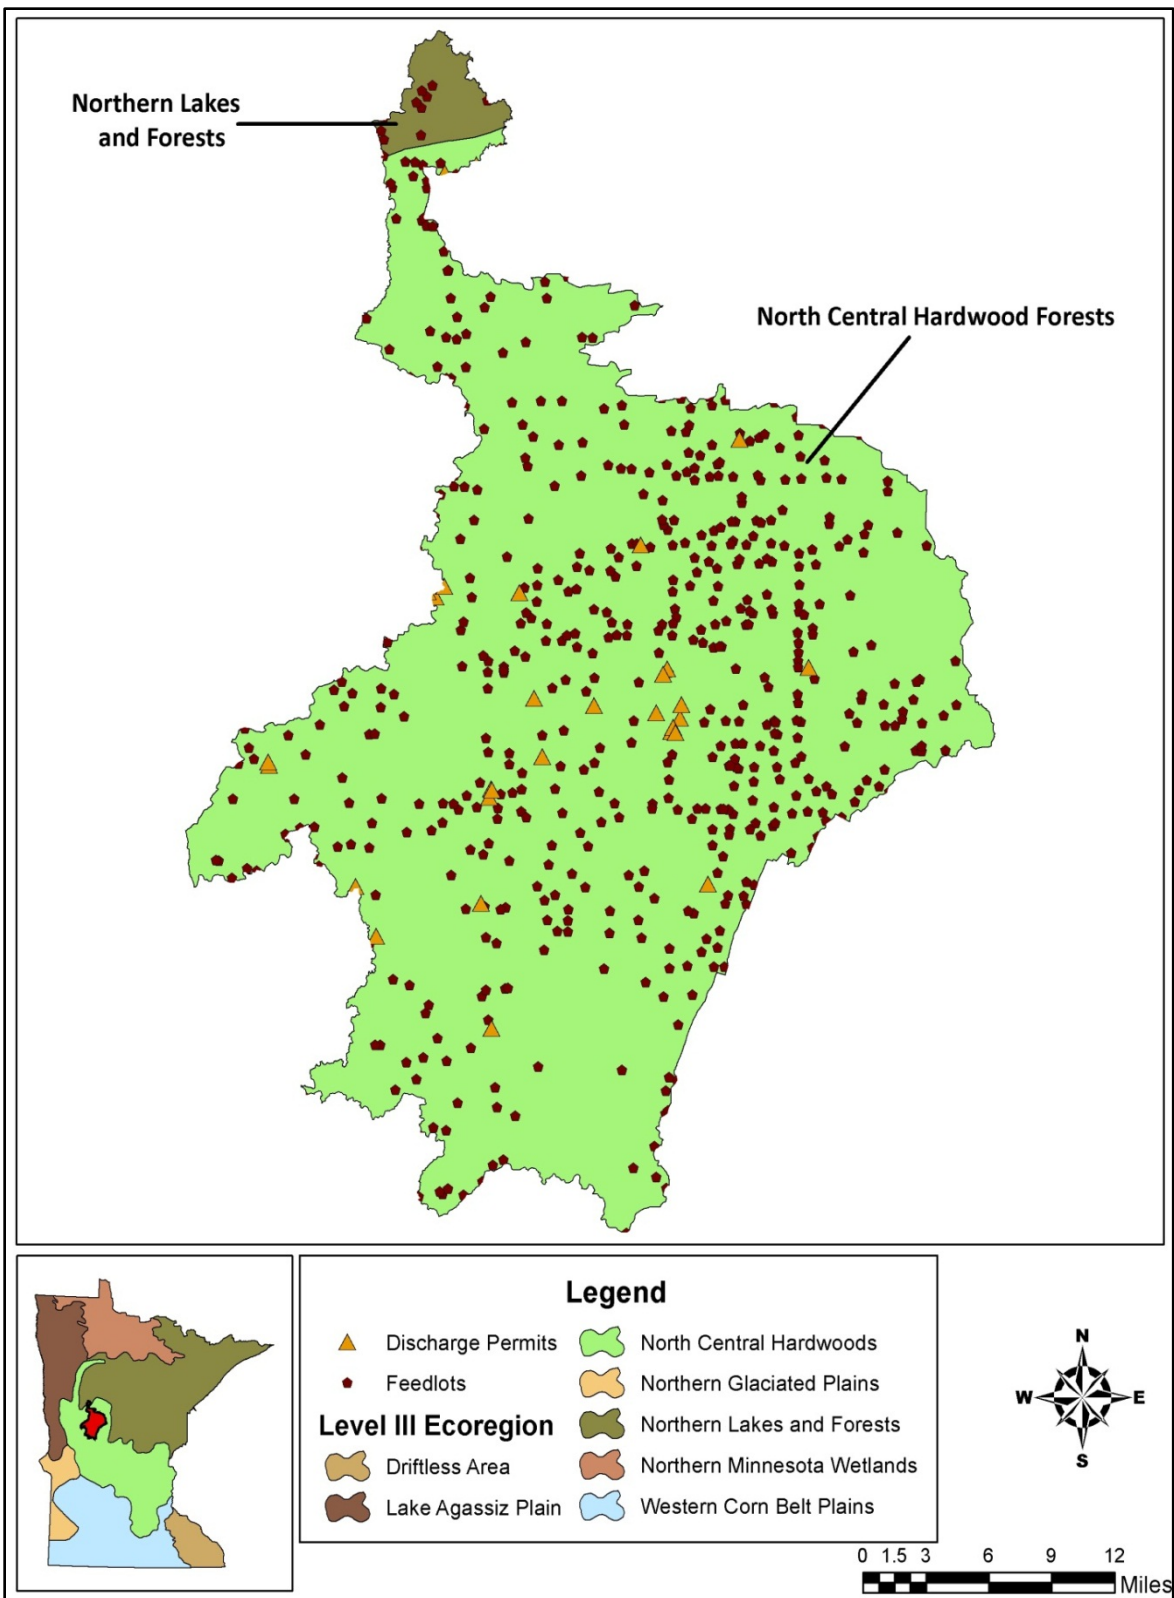 Northern Lakes
and Forests
North Central Hardwood Forests
Legend
Discharge Permits
Feedlots
Level III Ecoregion
Driftless Area
Lake Agassiz Plain
North Central Hardwoods
Northern Glaciated Plains
Northern Lakes and Forests
Northern Minnesota Wetlands
Western Corn Belt Plains
N
W E
S
0 1.5 3 6 9 12
Miles